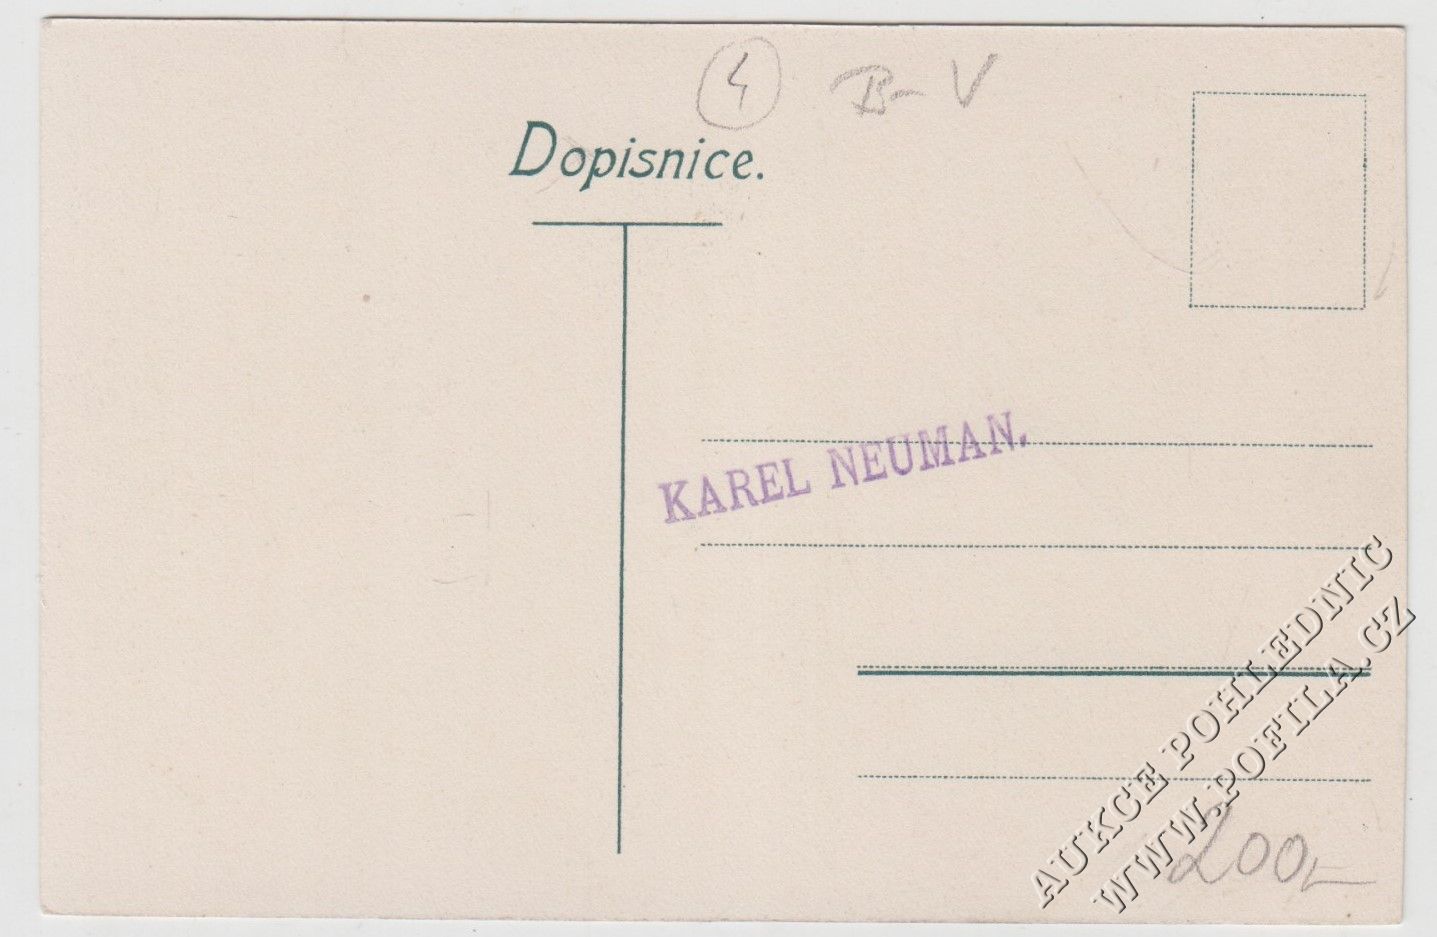 4 B- V
Dopisnice.
KAREL NEUMAN.
AUKCE POHLEDNIC
WWW.POFILA.CZ
200,-